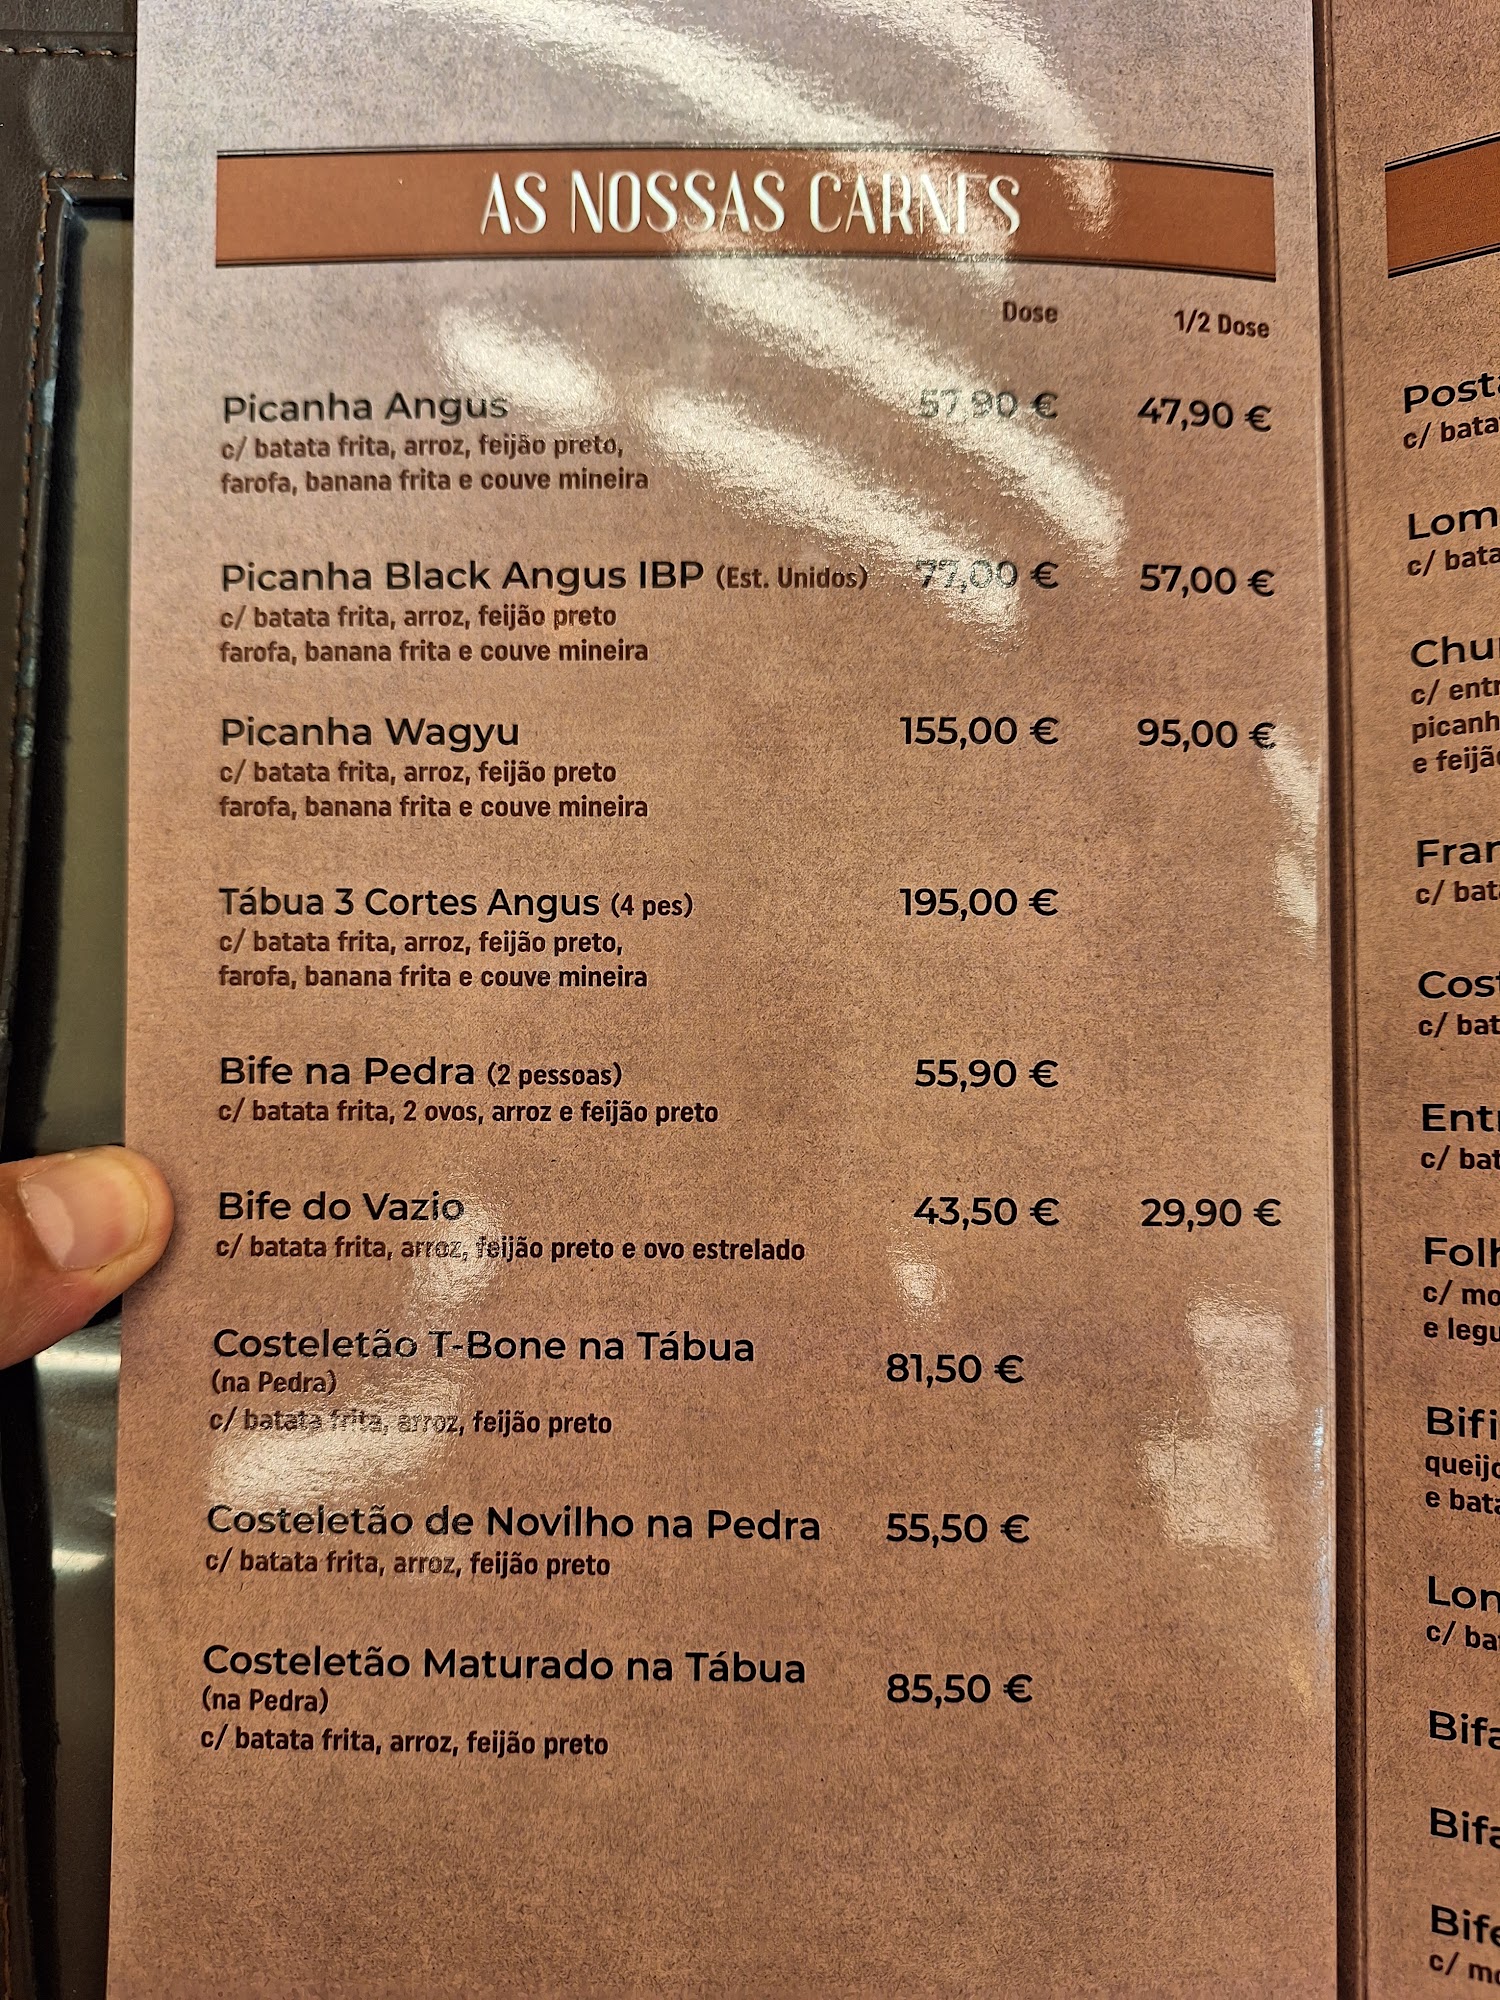 AS NOSSAS CARNES
Dose 1/2 Dose
Picanha Angus 57,90 € 47,90 €
c/ batata frita, arroz, feijão preto,
farofa, banana frita e couve mineira
Picanha Black Angus IBP (Est. Unidos) 77,00 € 57,00 €
c/ batata frita, arroz, feijão preto
farofa, banana frita e couve mineira
Picanha Wagyu 155,00 € 95,00 €
c/ batata frita, arroz, feijão preto
farofa, banana frita e couve mineira
Tábua 3 Cortes Angus (4 pes) 195,00 €
c/ batata frita, arroz, feijão preto,
farofa, banana frita e couve mineira
Bife na Pedra (2 pessoas) 55,90 €
c/ batata frita, 2 ovos, arroz e feijão preto
Bife do Vazio 43,50 € 29,90 €
c/ batata frita, arroz, feijão preto e ovo estrelado
Costeletão T-Bone na Tábua 81,50 €
(na Pedra)
c/ batata frita, arroz, feijão preto
Costeletão de Novilho na Pedra 55,50 €
c/ batata frita, arroz, feijão preto
Costeletão Maturado na Tábua 85,50 €
(na Pedra)
c/ batata frita, arroz, feijão preto
c/
c/
c/
e
c/
c/
c/
c/
e
e
c/
c/